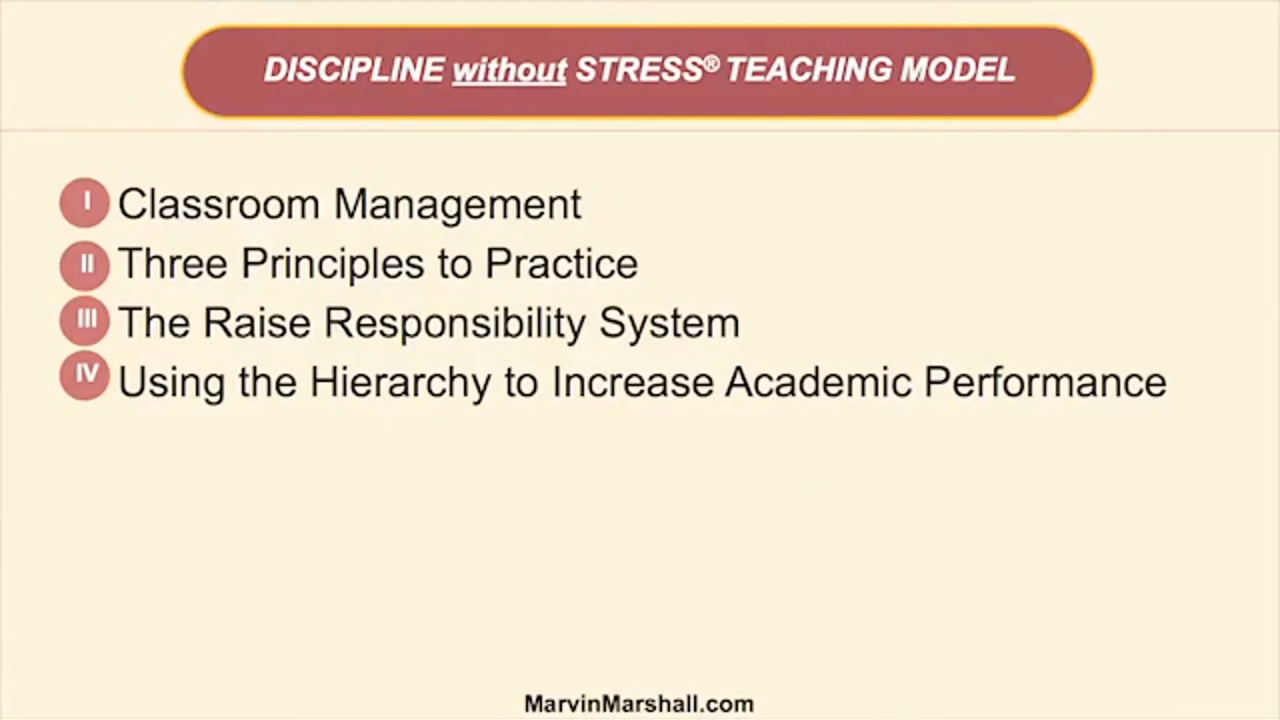 DISCIPLINE without STRESS® TEACHING MODEL
I Classroom Management
II Three Principles to Practice
III The Raise Responsibility System
IV Using the Hierarchy to Increase Academic Performance
MarvinMarshall.com